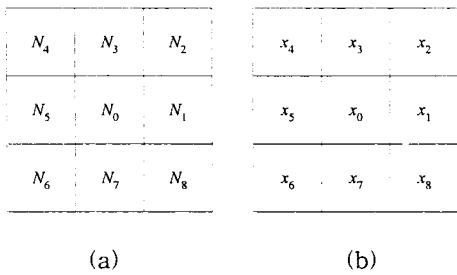 N₄ N₃ N₂ x₄ x₃ x₂
N₅ N₀ N₁ x₅ x₀ x₁
N₆ N₇ N₈ x₆ x₇ x₈
(a) (b)